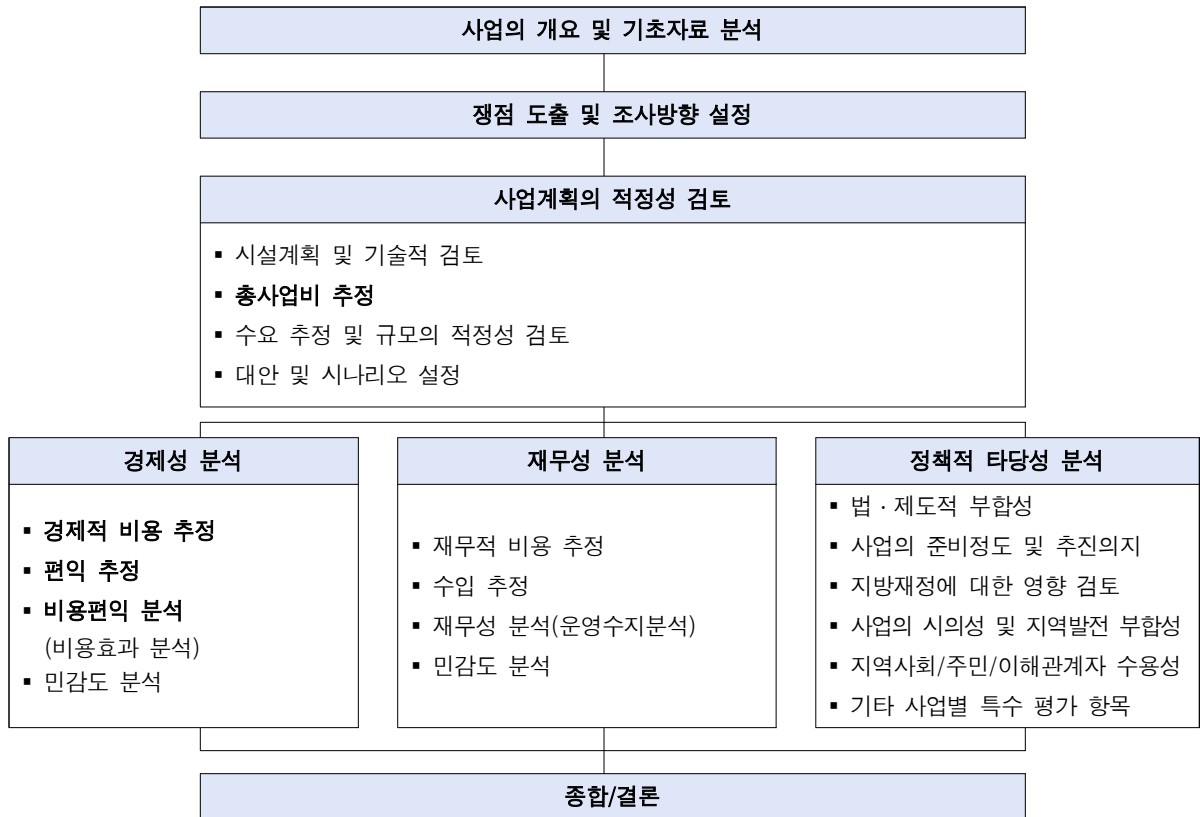 사업의 개요 및 기초자료 분석
쟁점 도출 및 조사방향 설정
사업계획의 적정성 검토
▪ 시설계획 및 기술적 검토
▪ 총사업비 추정
▪ 수요 추정 및 규모의 적정성 검토
▪ 대안 및 시나리오 설정
경제성 분석
▪ 경제적 비용 추정
▪ 편익 추정
▪ 비용편익 분석
(비용효과 분석)
▪ 민감도 분석
재무성 분석
▪ 재무적 비용 추정
▪ 수입 추정
▪ 재무성 분석(운영수지분석)
▪ 민감도 분석
정책적 타당성 분석
▪ 법 · 제도적 부합성
▪ 사업의 준비정도 및 추진의지
▪ 지방재정에 대한 영향 검토
▪ 사업의 시의성 및 지역발전 부합성
▪ 지역사회/주민/이해관계자 수용성
▪ 기타 사업별 특수 평가 항목
종합/결론